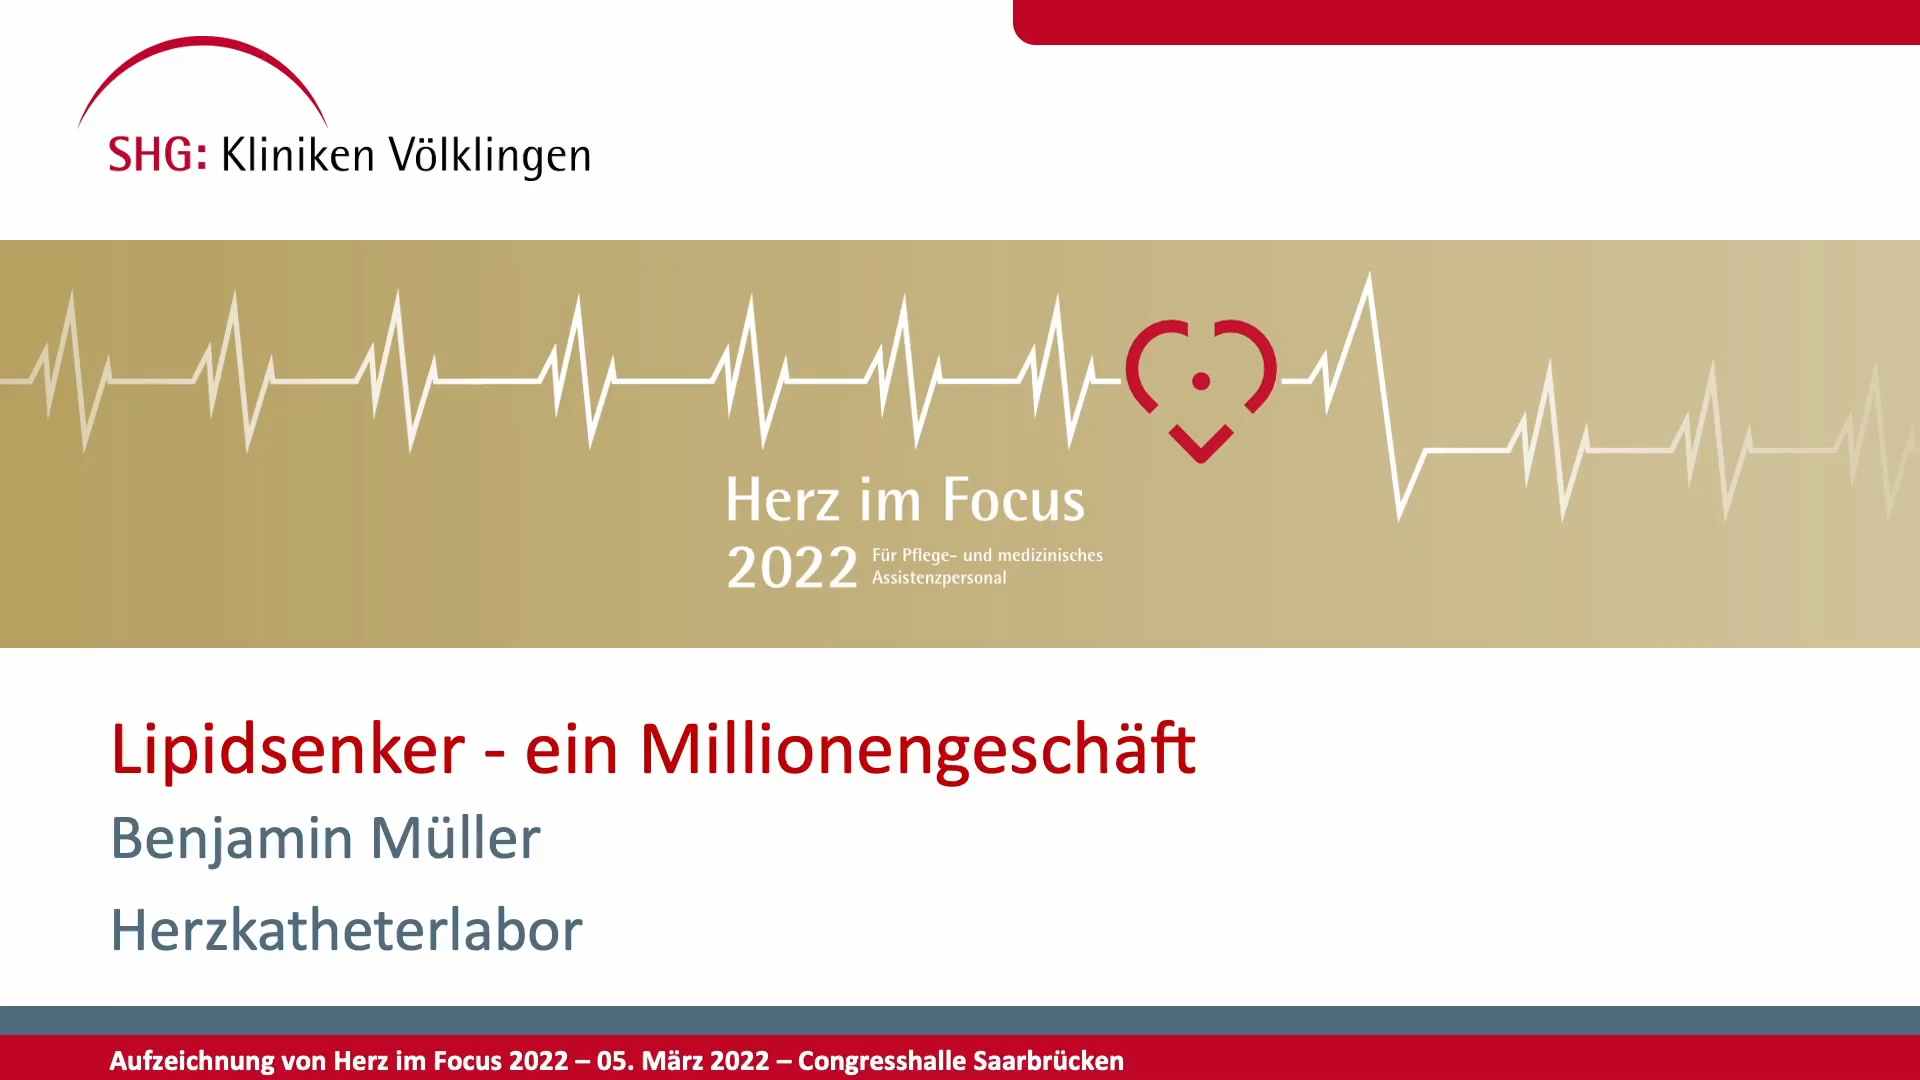 SHG: Kliniken Völklingen
Herz im Focus
2022 Für Pflege- und medizinisches
Assistenzpersonal
Lipidsenker - ein Millionengeschäft
Benjamin Müller
Herzkatheterlabor
Aufzeichnung von Herz im Focus 2022 – 05. März 2022 – Congresshalle Saarbrücken